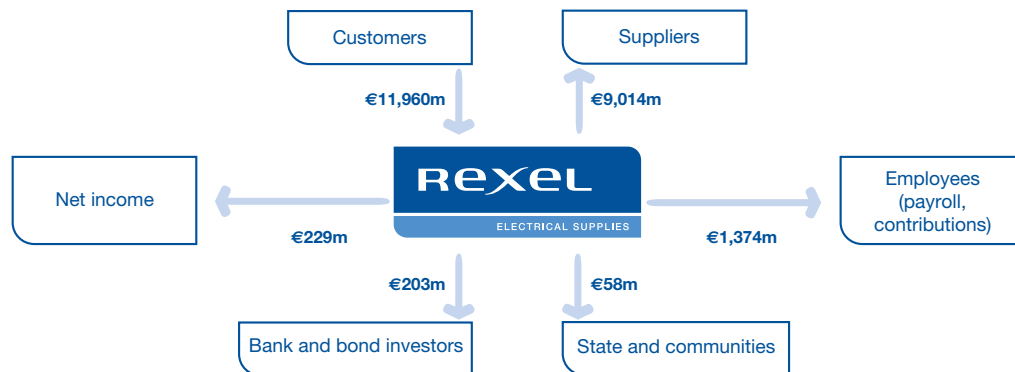 Customers
Suppliers
€11,960m
€9,014m
Rexel
ELECTRICAL SUPPLIES
Net income
Employees
(payroll,
contributions)
€229m
€1,374m
€203m
€58m
Bank and bond investors
State and communities